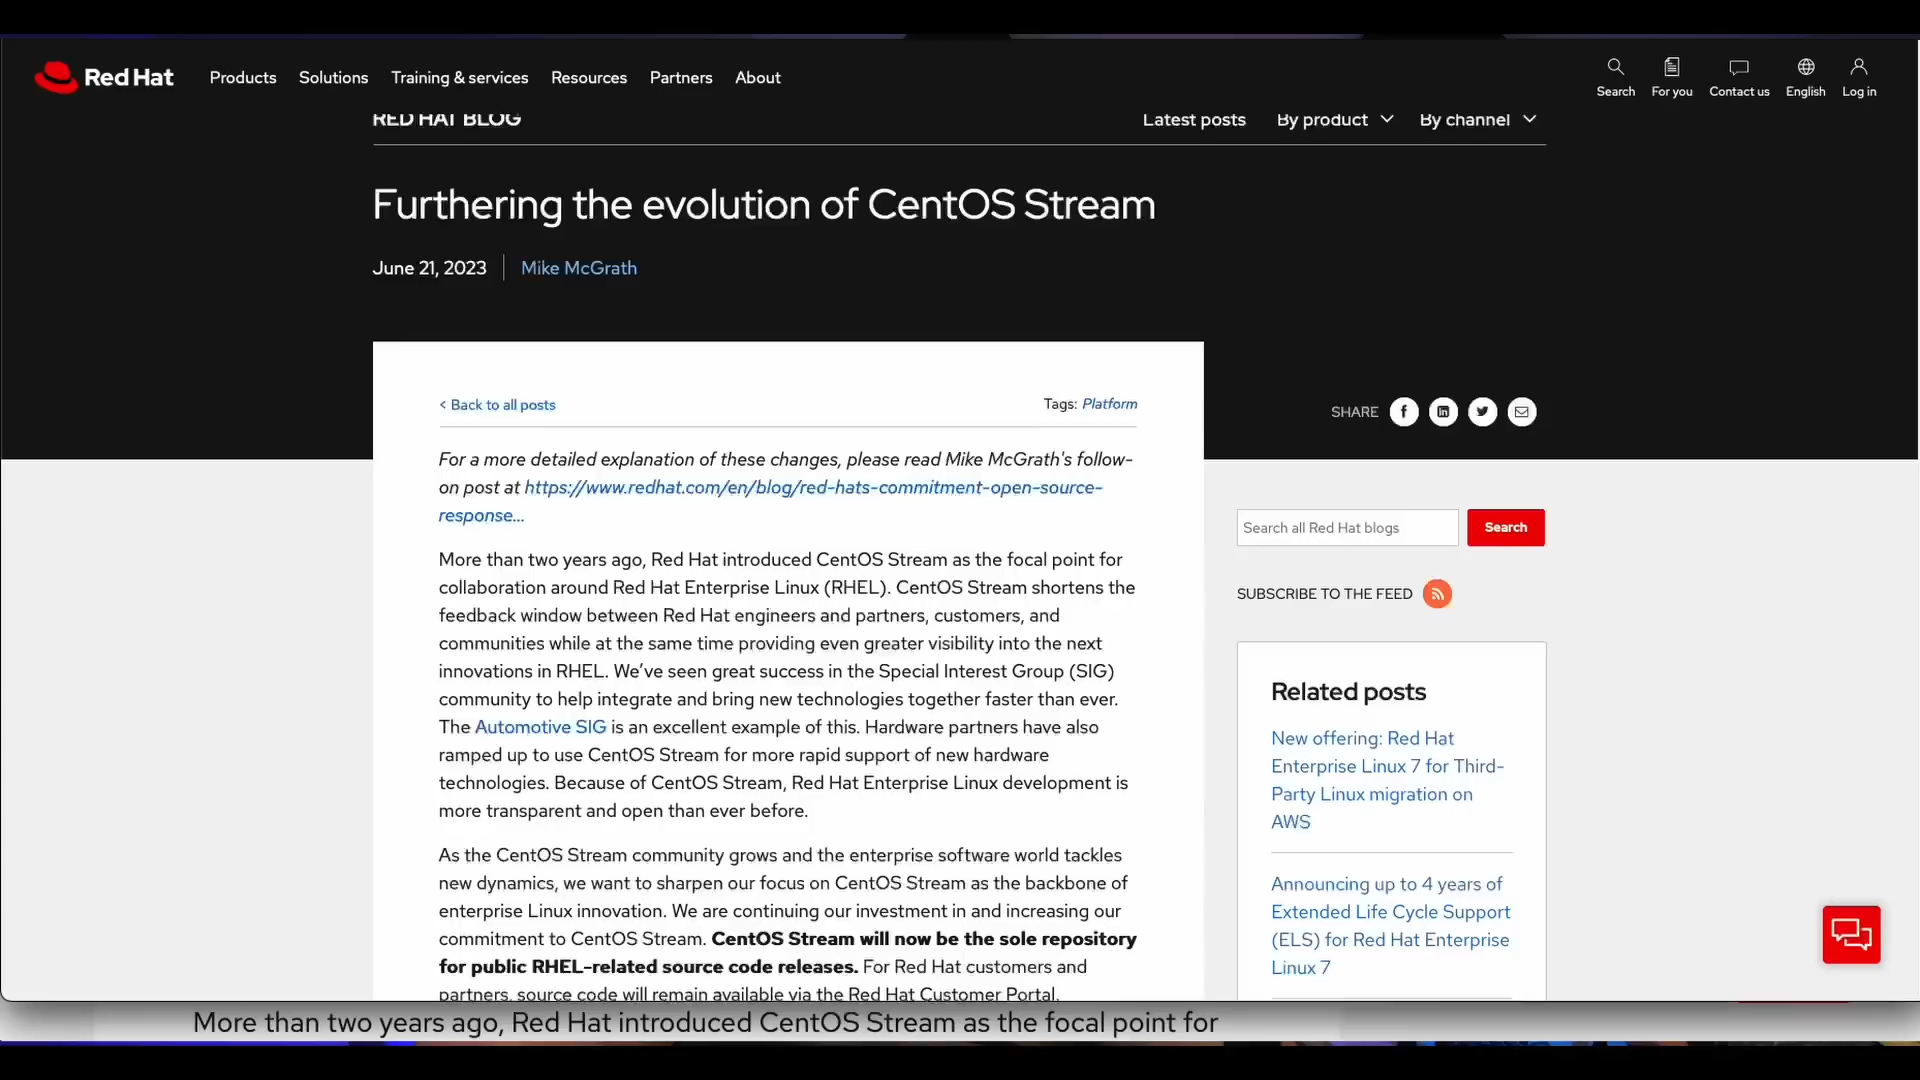 Red Hat
Products
Solutions
Training & services
Resources
Partners
About
Search
For you
Contact us
English
Log in
RED HAT BLOG
Latest posts
By product
By channel
Furthering the evolution of CentOS Stream
June 21, 2023
Mike McGrath
< Back to all posts
Tags: Platform
For a more detailed explanation of these changes, please read Mike McGrath's follow-
on post at https://www.redhat.com/en/blog/red-hats-commitment-open-source-
response...
More than two years ago, Red Hat introduced CentOS Stream as the focal point for
collaboration around Red Hat Enterprise Linux (RHEL). CentOS Stream shortens the
feedback window between Red Hat engineers and partners, customers, and
communities while at the same time providing even greater visibility into the next
innovations in RHEL. We've seen great success in the Special Interest Group (SIG)
community to help integrate and bring new technologies together faster than ever.
The Automotive SIG is an excellent example of this. Hardware partners have also
ramped up to use CentOS Stream for more rapid support of new hardware
technologies. Because of CentOS Stream, Red Hat Enterprise Linux development is
more transparent and open than ever before.
As the CentOS Stream community grows and the enterprise software world tackles
new dynamics, we want to sharpen our focus on CentOS Stream as the backbone of
enterprise Linux innovation. We are continuing our investment in and increasing our
commitment to CentOS Stream. CentOS Stream will now be the sole repository
for public RHEL-related source code releases. For Red Hat customers and
partners, source code will remain available via the Red Hat Customer Portal.
SHARE
Search all Red Hat blogs
Search
SUBSCRIBE TO THE FEED
Related posts
New offering: Red Hat
Enterprise Linux 7 for Third-
Party Linux migration on
AWS
Announcing up to 4 years of
Extended Life Cycle Support
(ELS) for Red Hat Enterprise
Linux 7
More than two years ago, Red Hat introduced CentOS Stream as the focal point for